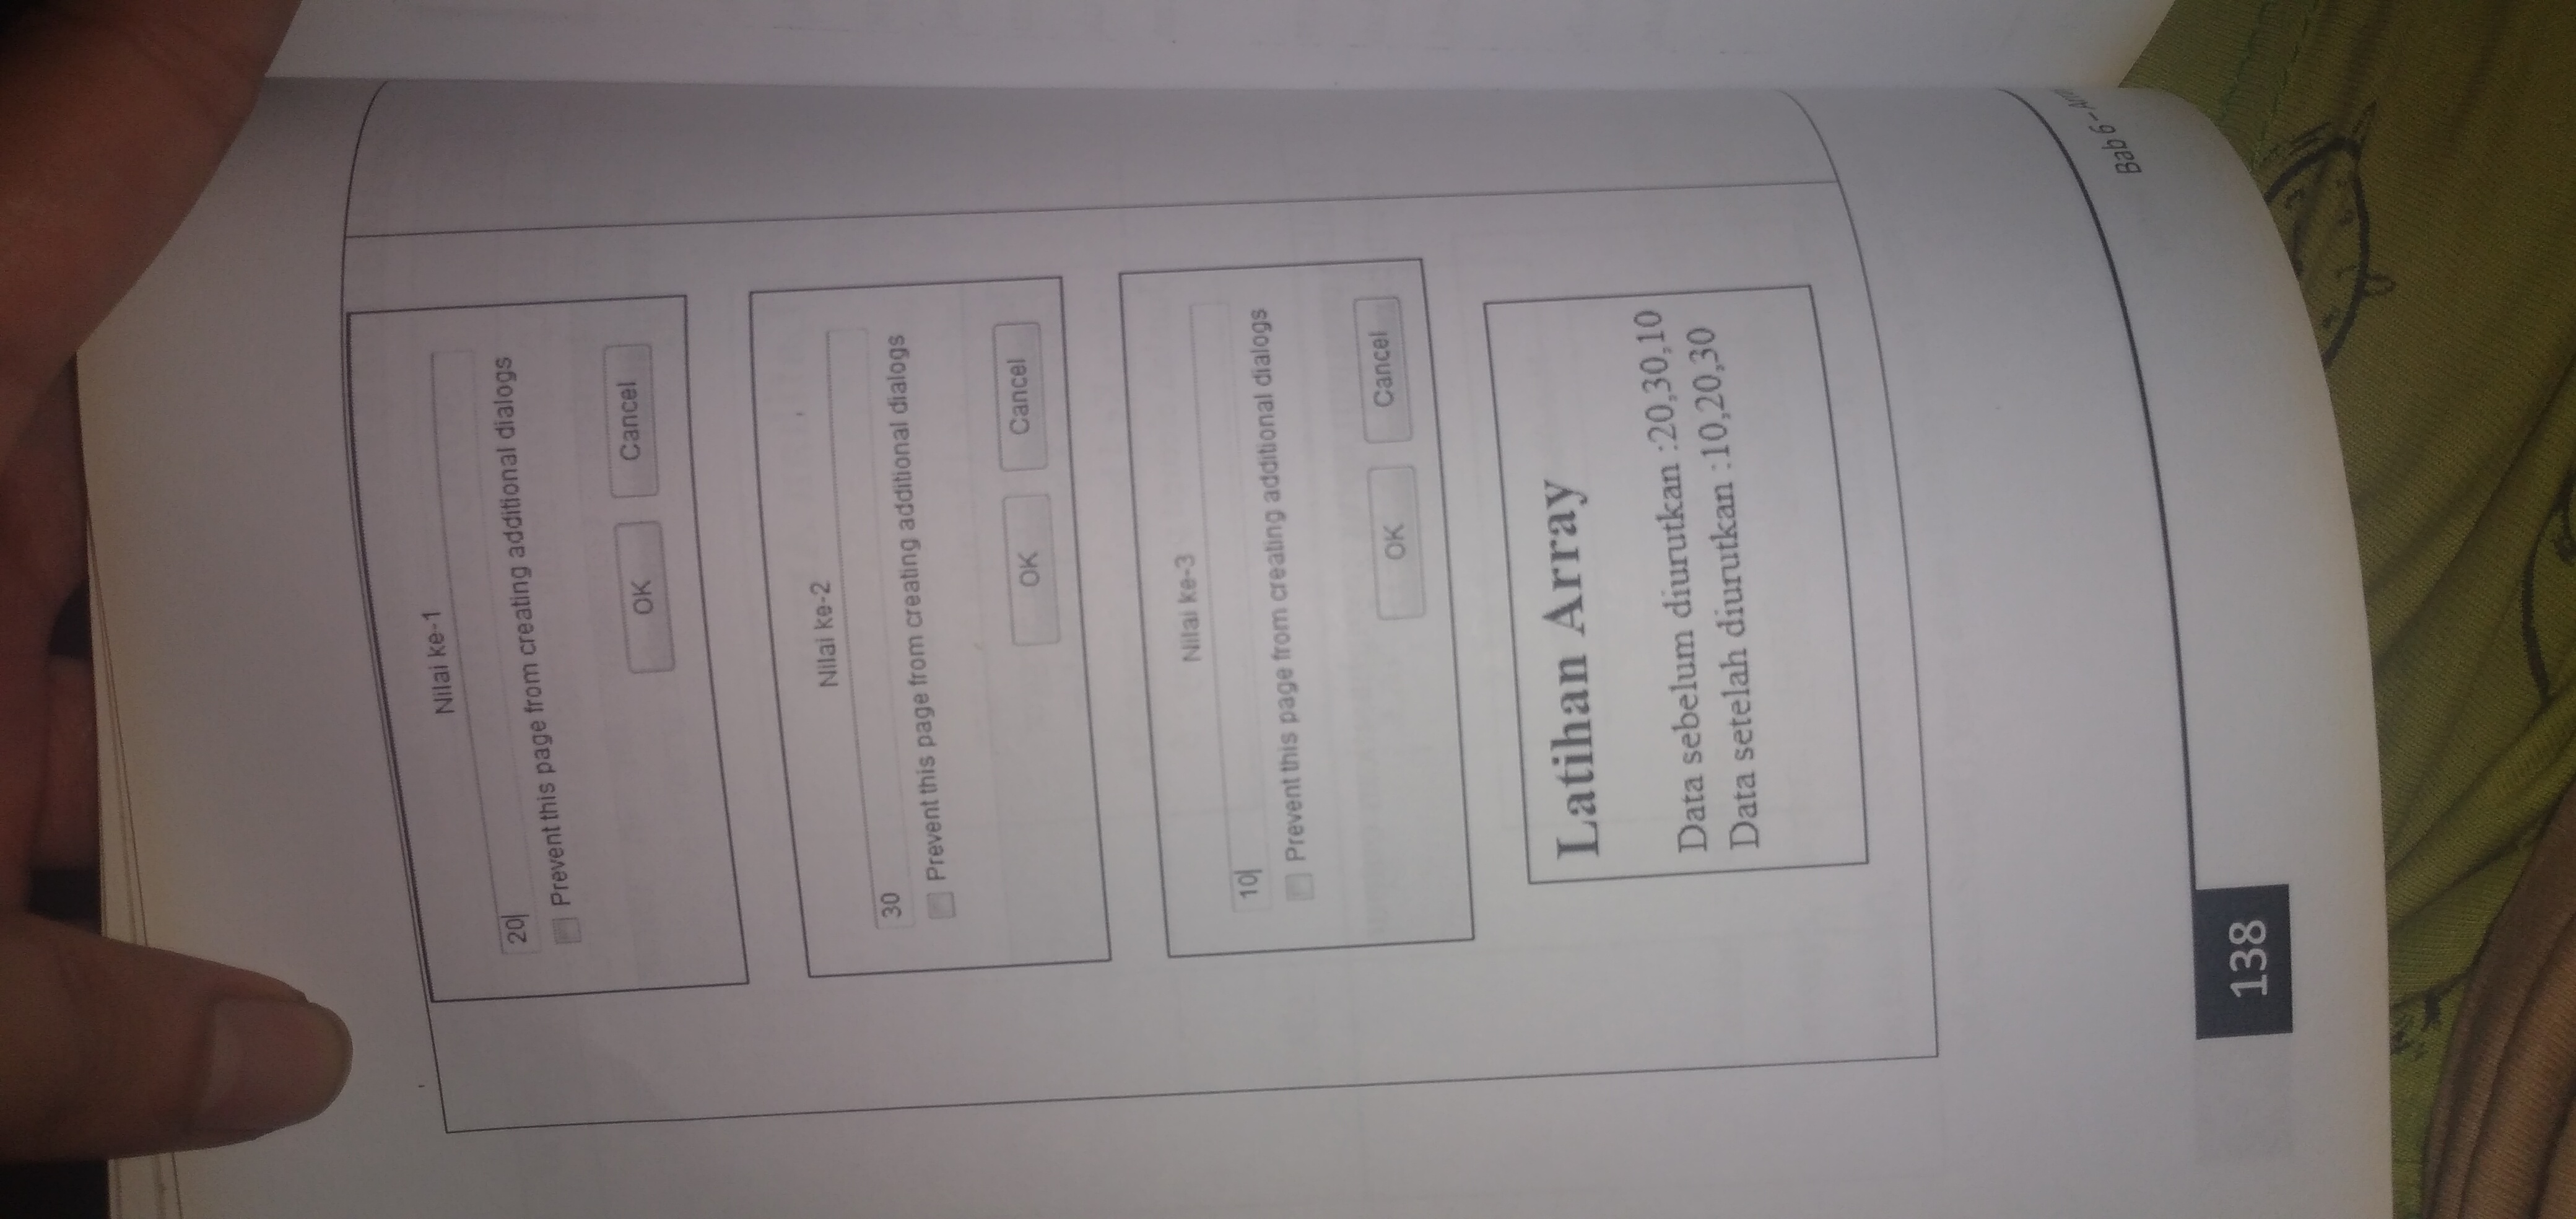 Nilai ke-1
20
Prevent this page from creating additional dialogs
OK Cancel
Nilai ke-2
30
Prevent this page from creating additional dialogs
OK Cancel
Nilai ke-3
10
Prevent this page from creating additional dialogs
OK Cancel
Latihan Array
Data sebelum diurutkan :20,30,10
Data setelah diurutkan :10,20,30
Bab 6 –
138